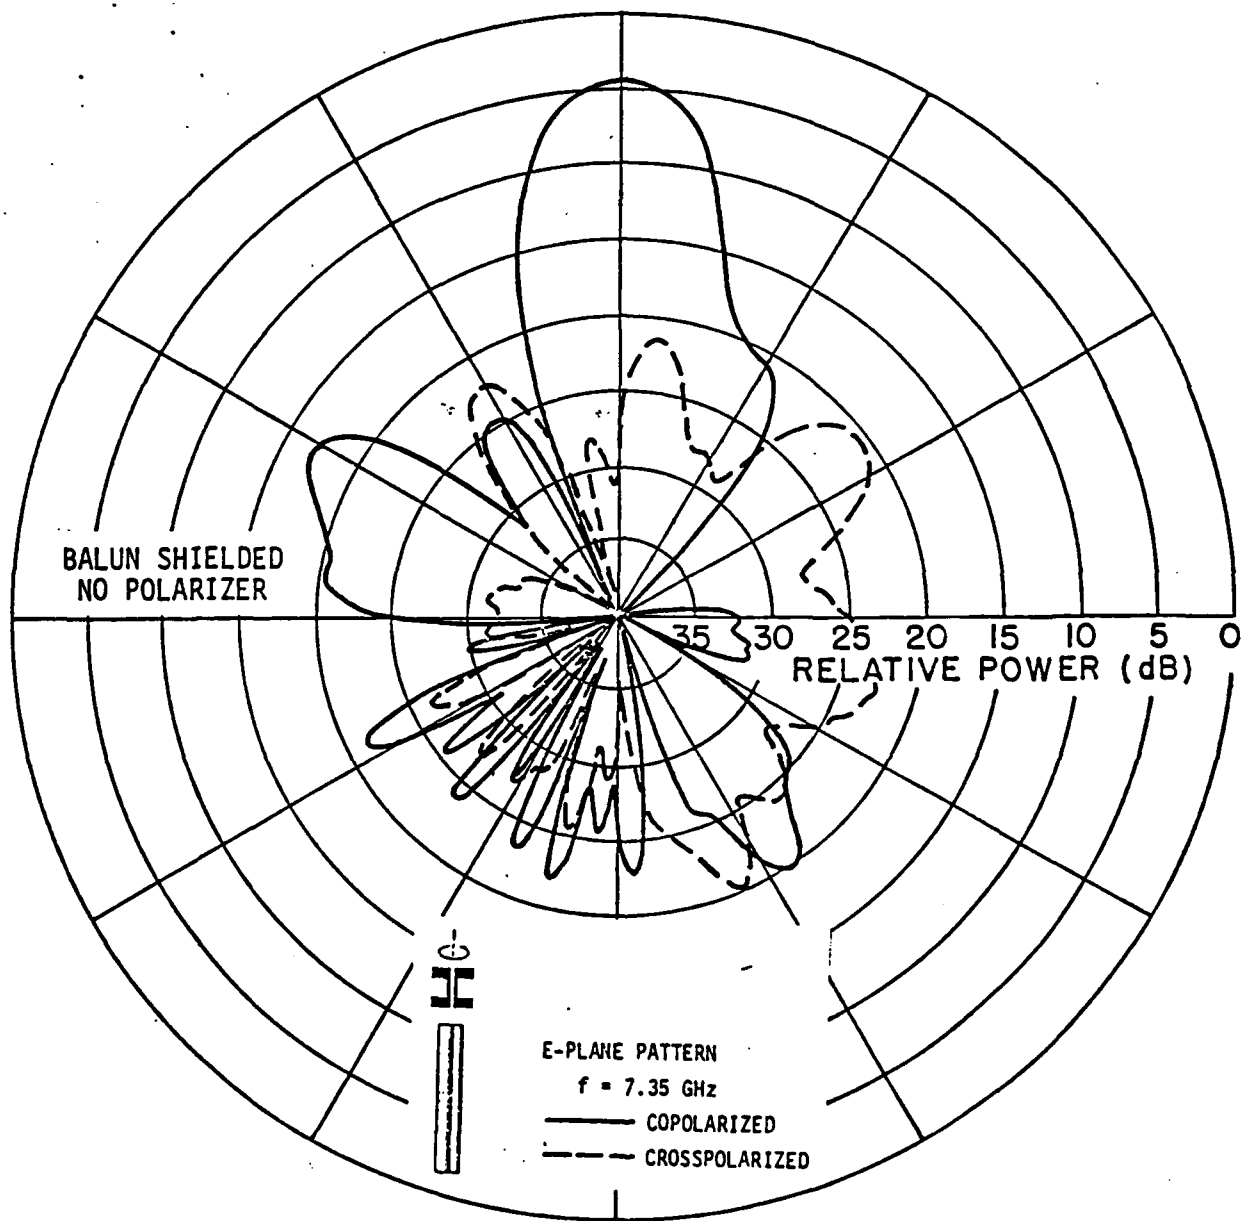 BALUN SHIELDED
NO POLARIZER
35 30 25 20 15 10 5 0
RELATIVE POWER (dB)
E-PLANE PATTERN
f = 7.35 GHz
COPOLARIZED
CROSSPOLARIZED